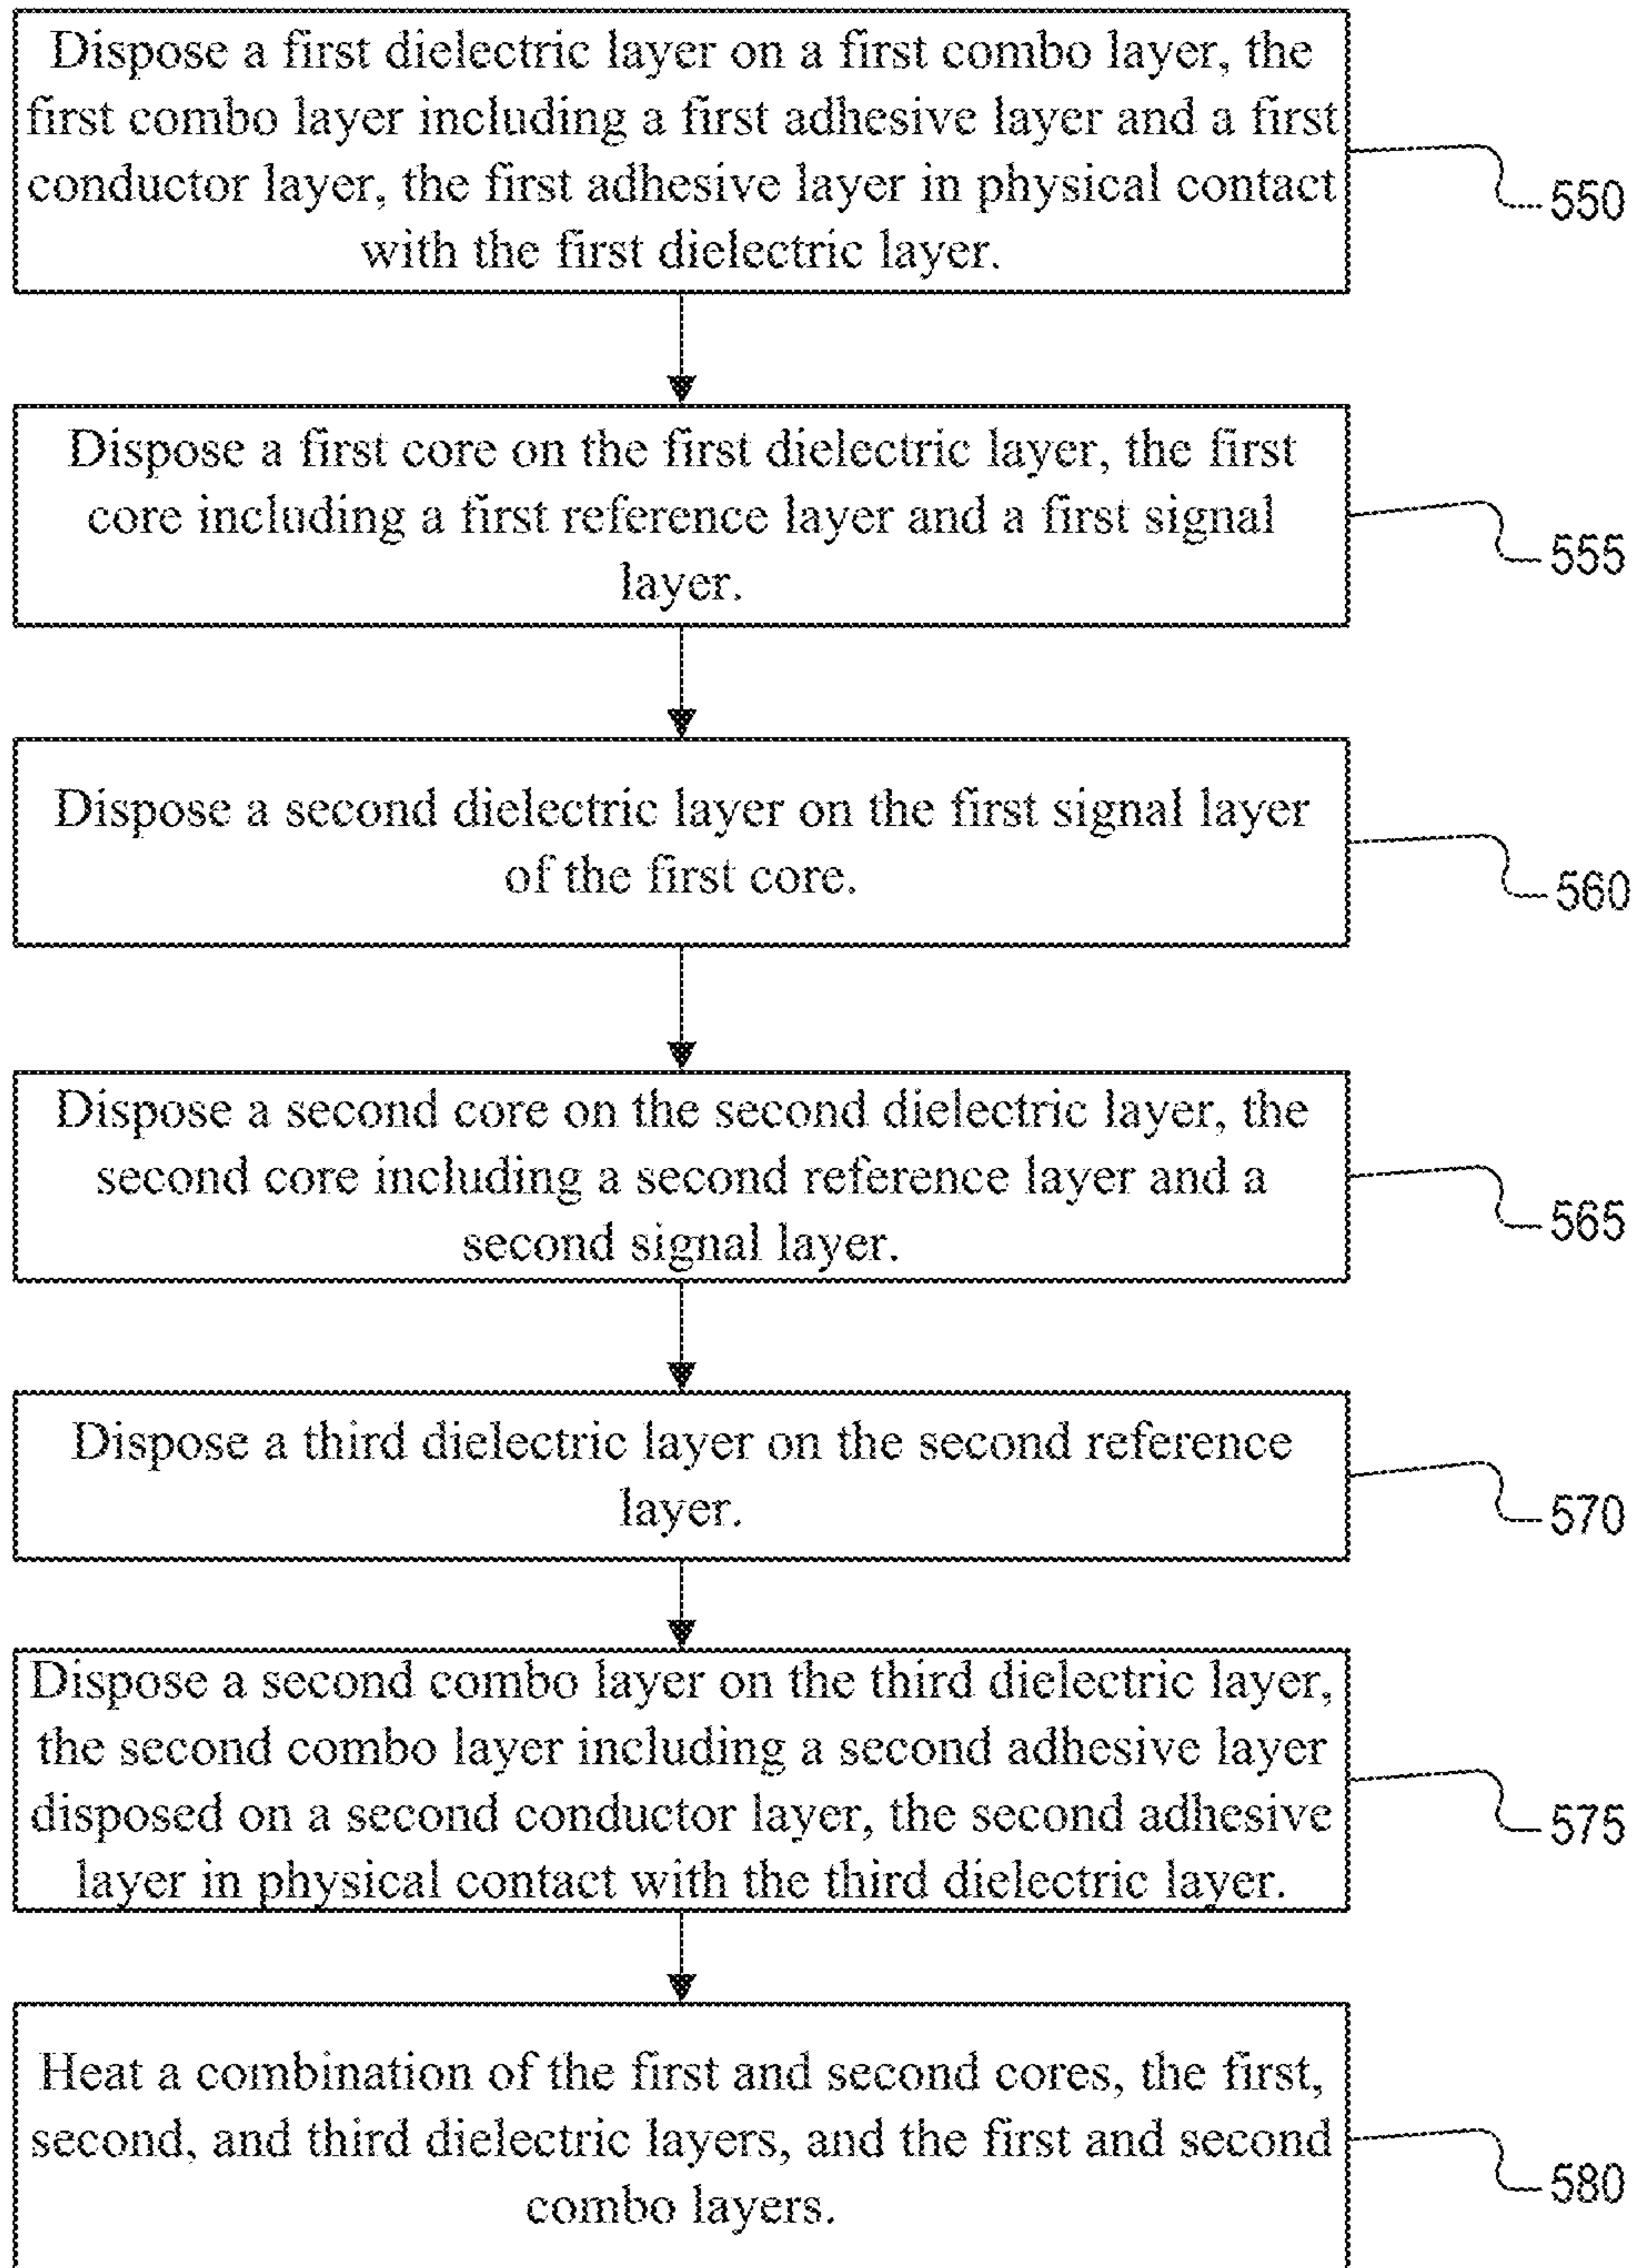 Dispose a first dielectric layer on a first combo layer, the
first combo layer including a first adhesive layer and a first
conductor layer, the first adhesive layer in physical contact
with the first dielectric layer.
550
Dispose a first core on the first dielectric layer, the first
core including a first reference layer and a first signal
layer.
555
Dispose a second dielectric layer on the first signal layer
of the first core.
560
Dispose a second core on the second dielectric layer, the
second core including a second reference layer and a
second signal layer.
565
Dispose a third dielectric layer on the second reference
layer.
570
Dispose a second combo layer on the third dielectric layer,
the second combo layer including a second adhesive layer
disposed on a second conductor layer, the second adhesive
layer in physical contact with the third dielectric layer.
575
Heat a combination of the first and second cores, the first,
second, and third dielectric layers, and the first and second
combo layers.
580